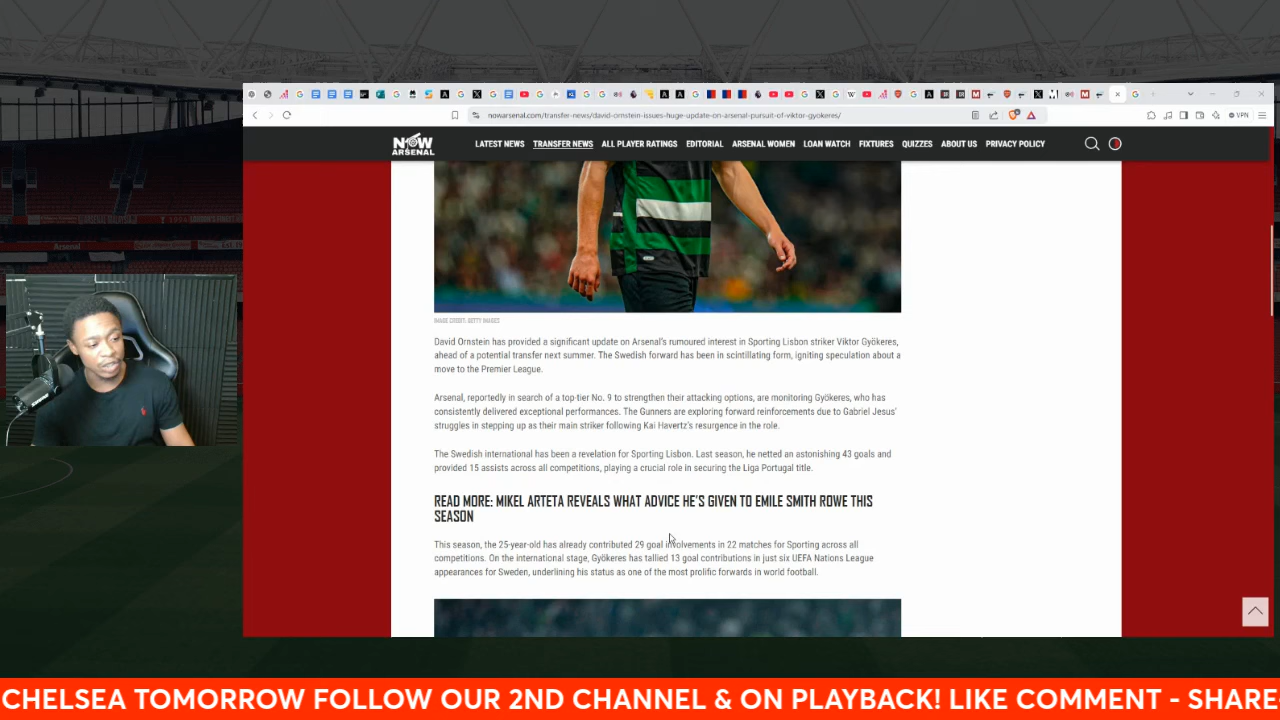 nowarsenal.com/transfer-news/david-ornstein-issues-huge-update-on-arsenal-pursuit-of-viktor-gyokeres/
VPN
NOW ARSENAL
LATEST NEWS TRANSFER NEWS ALL PLAYER RATINGS EDITORIAL ARSENAL WOMEN LOAN WATCH FIXTURES QUIZZES ABOUT US PRIVACY POLICY
IMAGE CREDIT: GETTY IMAGES
David Ornstein has provided a significant update on Arsenal's rumoured interest in Sporting Lisbon striker Viktor Gyökeres,
ahead of a potential transfer next summer. The Swedish forward has been in scintillating form, igniting speculation about a
move to the Premier League.
Arsenal, reportedly in search of a top-tier No. 9 to strengthen their attacking options, are monitoring Gyökeres, who has
consistently delivered exceptional performances. The Gunners are exploring forward reinforcements due to Gabriel Jesus'
struggles in stepping up as their main striker following Kai Havertz's resurgence in the role.
The Swedish international has been a revelation for Sporting Lisbon. Last season, he netted an astonishing 43 goals and
provided 15 assists across all competitions, playing a crucial role in securing the Liga Portugal title.
READ MORE: MIKEL ARTETA REVEALS WHAT ADVICE HE'S GIVEN TO EMILE SMITH ROWE THIS
SEASON
This season, the 25-year-old has already contributed 29 goal involvements in 22 matches for Sporting across all
competitions. On the international stage, Gyökeres has tallied 13 goal contributions in just six UEFA Nations League
appearances for Sweden, underlining his status as one of the most prolific forwards in world football.
Arsenal
CHELSEA TOMORROW FOLLOW OUR 2ND CHANNEL & ON PLAYBACK! LIKE COMMENT - SHARE